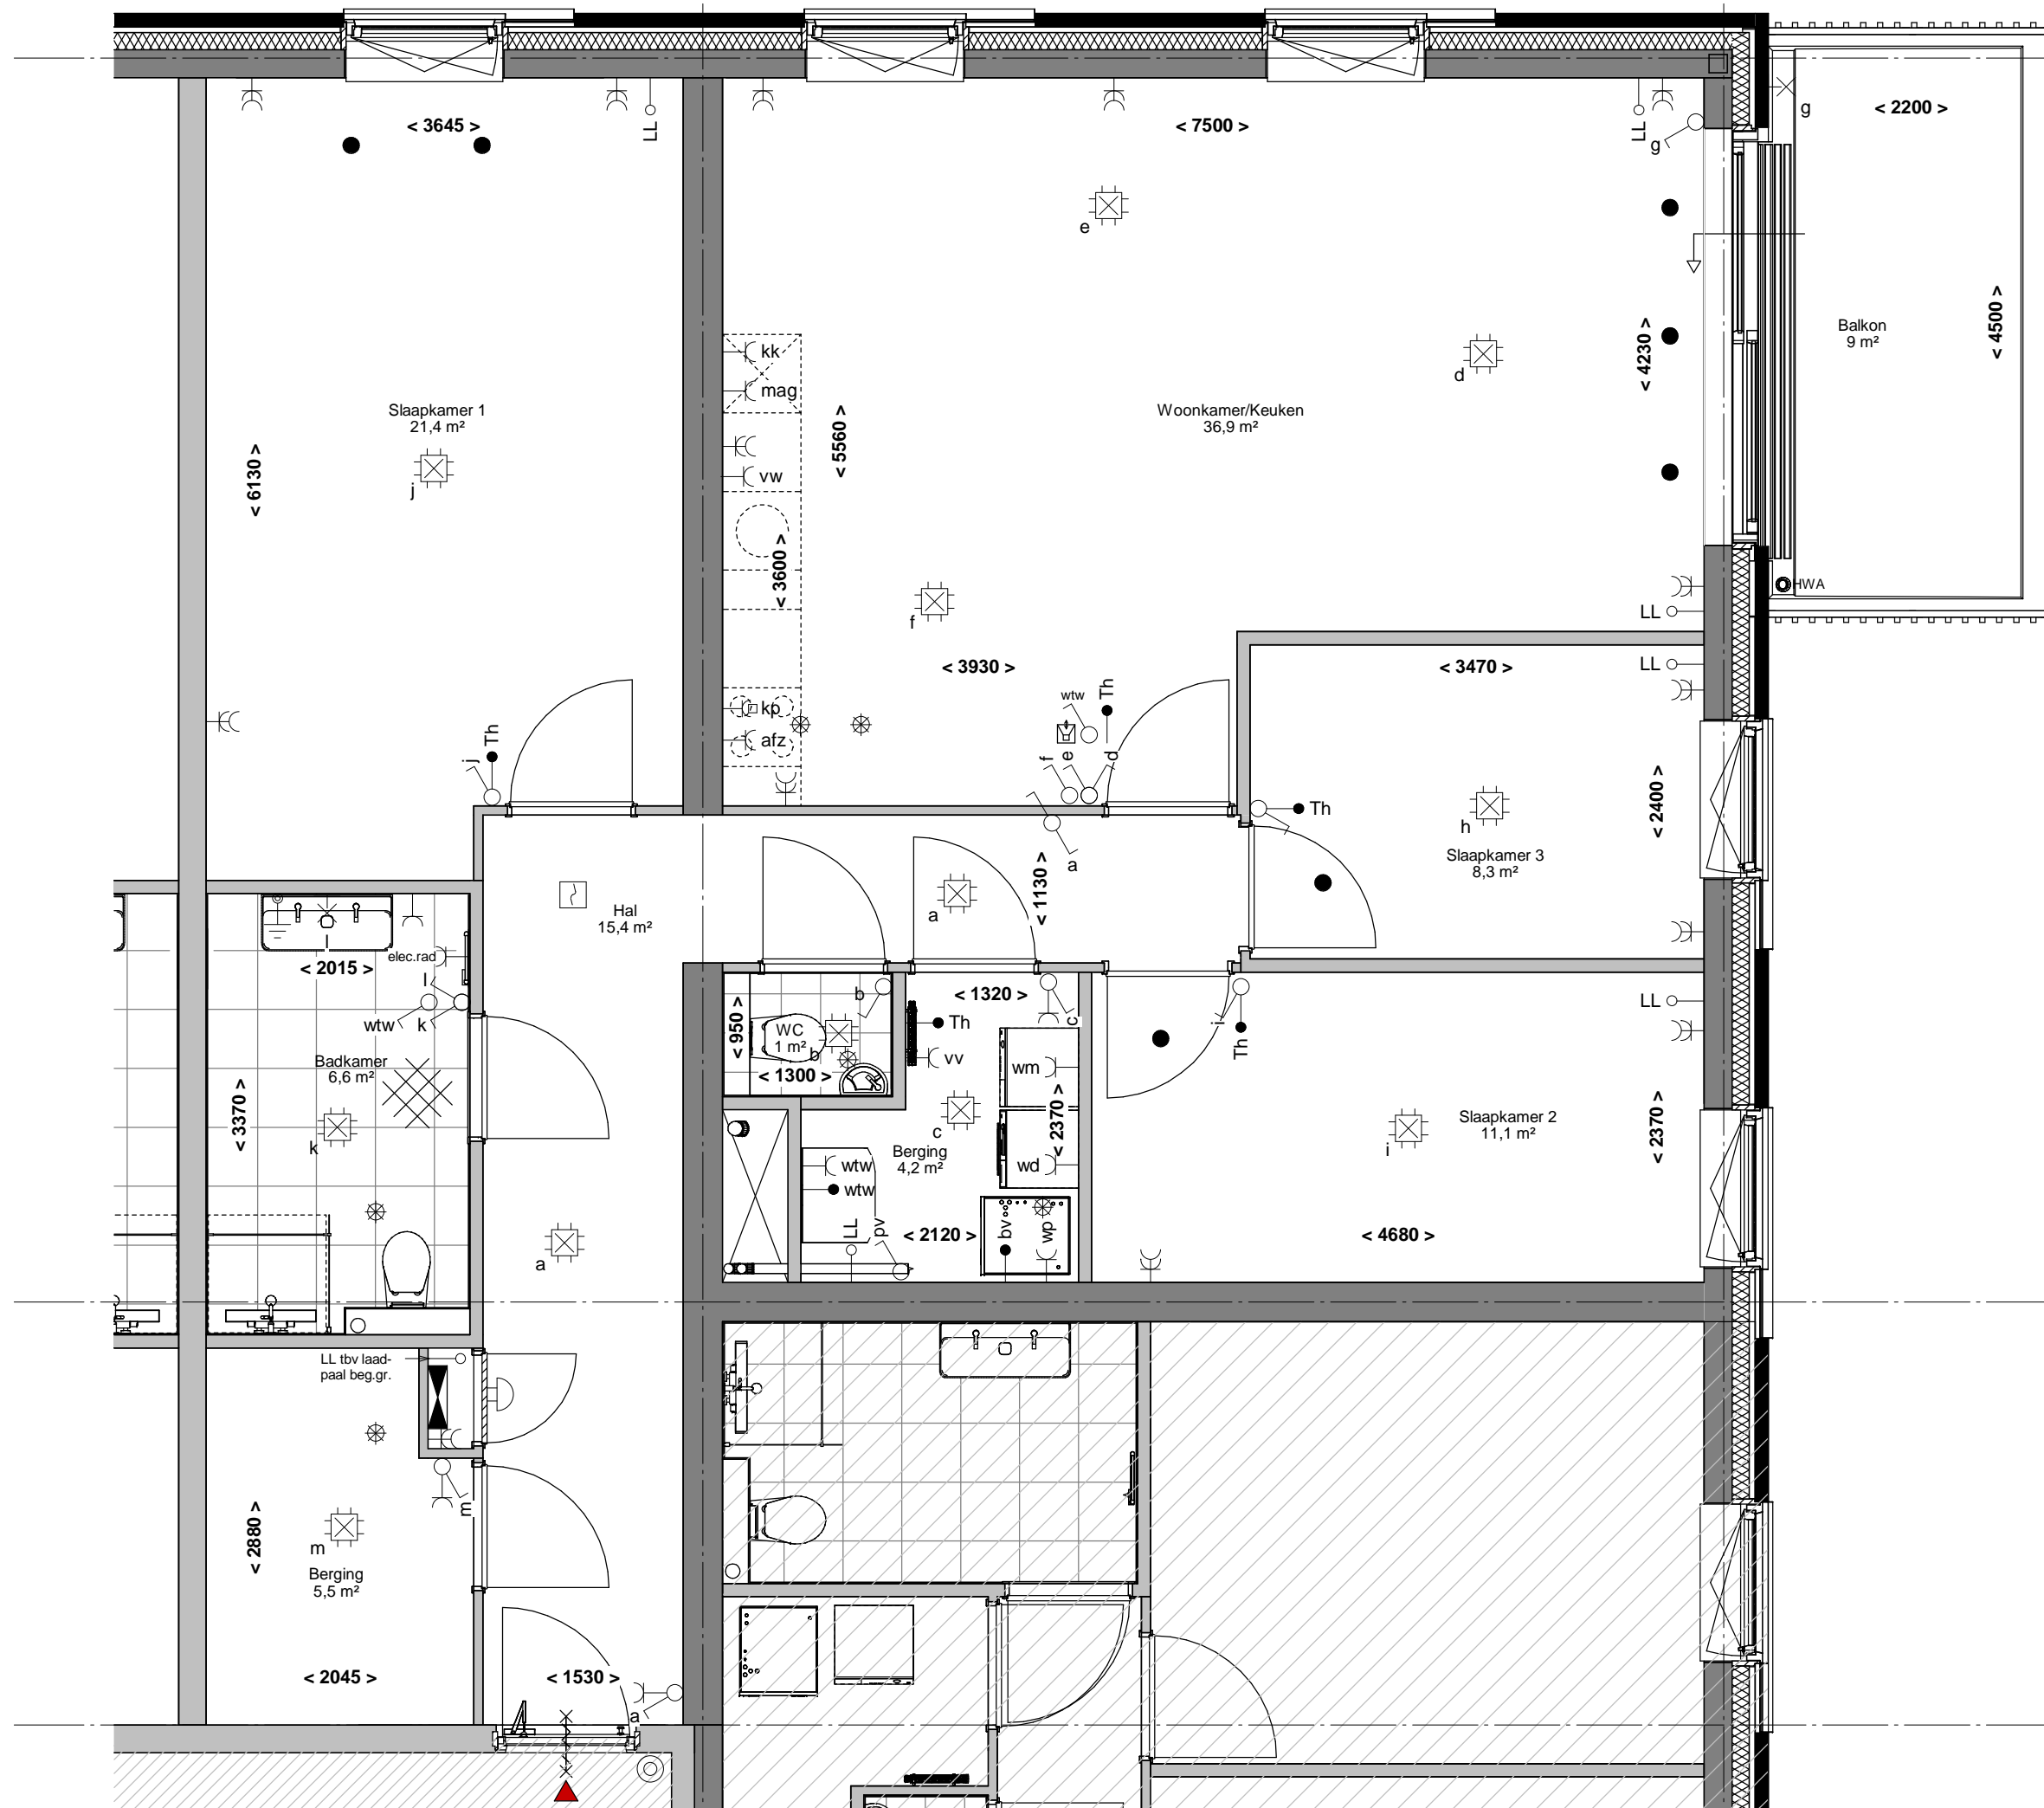 < 3645 >
LL
< 7500 >
LL
g
g
< 2200 >
e
d
< 4230 >
Balkon
9 m²
< 4500 >
kk
mag
vw
< 5560 >
Slaapkamer 1
21,4 m²
j
< 6130 >
Woonkamer/Keuken
36,9 m²
< 3600 >
f
HWA
LL
< 3930 >
< 3470 >
LL
kp
afz
wtw
Th
f
e
d
j
Th
Th
a
h
Slaapkamer 3
8,3 m²
< 2400 >
Hal
15,4 m²
a
< 1130 >
elec.rad
< 2015 >
l
wtw
k
Badkamer
6,6 m²
< 3370 >
k
b
< 950 >
WC
1 m²
b
< 1300 >
< 1320 >
Th
vv
c
wm
< 2370 >
c
Berging
4,2 m²
wd
wtw
wtw
LL
pv
< 2120 >
bv
wp
i
Th
LL
i
Slaapkamer 2
11,1 m²
< 2370 >
< 4680 >
a
LL tbv laad-
paal beg.gr.
m
< 2880 >
m
Berging
5,5 m²
< 2045 >
< 1530 >
a